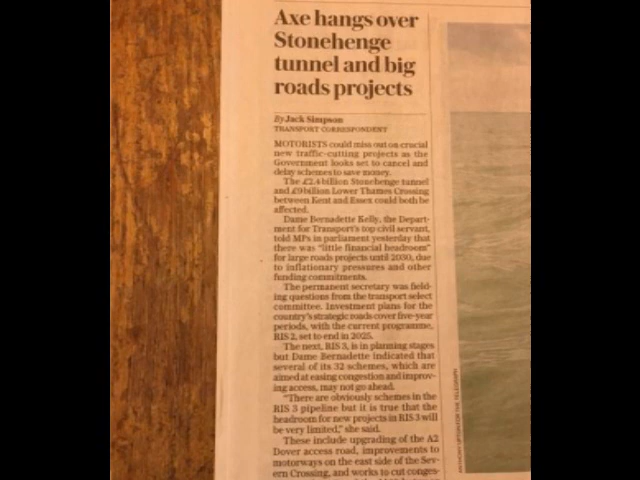 Axe hangs over
Stonehenge
tunnel and big
roads projects
By Jack Simpson
TRANSPORT CORRESPONDENT
MOTORISTS could miss out on crucial
new traffic-cutting projects as the
Government looks set to cancel and
delay schemes to save money.
The £2.4billion Stonehenge tunnel
and £9billion Lower Thames Crossing
between Kent and Essex could both be
affected.
Dame Bernadette Kelly, the Depart-
ment for Transport's top civil servant,
told MPs in parliament yesterday that
there was "little financial headroom"
for large roads projects until 2030, due
to inflationary pressures and other
funding commitments.
The permanent secretary was field-
ing questions from the transport select
committee. Investment plans for the
country's strategic roads cover five-year
periods, with the current programme,
RIS 2, set to end in 2025.
The next, RIS 3, is in planning stages
but Dame Bernadette indicated that
several of its 32 schemes, which are
aimed at easing congestion and improv-
ing access, may not go ahead.
"There are obviously schemes in the
RIS 3 pipeline but it is true that the
headroom for new projects in RIS 3 will
be very limited," she said.
These include upgrading of the A2
Dover access road, improvements to
motorways on the east side of the Sev-
ern Crossing, and works to cut conges-
FOR THE TELEGRAPH